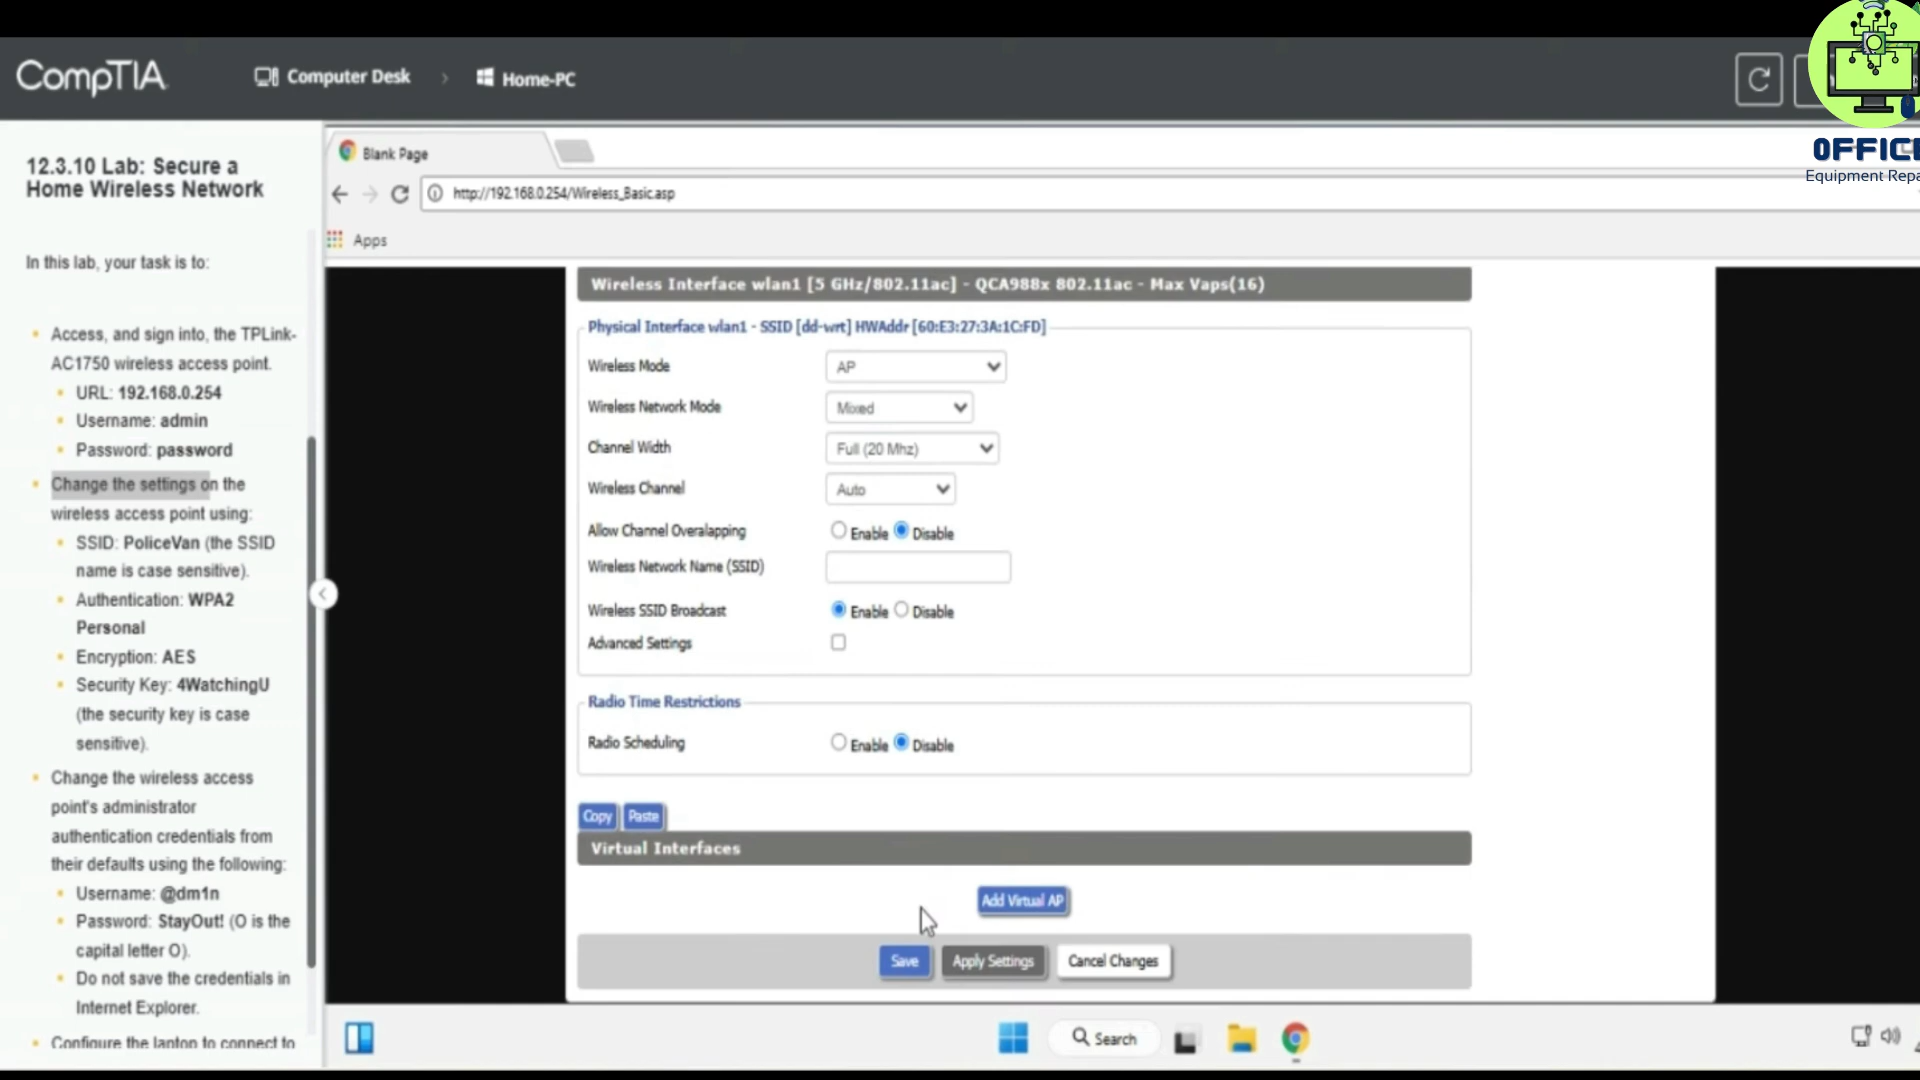 CompTIA
Computer Desk
Home-PC
OFFICE
Equipment Repa
12.3.10 Lab: Secure a
Home Wireless Network
In this lab, your task is to:
Access, and sign into, the TPLink-
AC1750 wireless access point.
URL: 192.168.0.254
Username: admin
Password: password
Change the settings on the
wireless access point using:
SSID: PoliceVan (the SSID
name is case sensitive).
Authentication: WPA2
Personal
Encryption: AES
Security Key: 4WatchingU
(the security key is case
sensitive).
Change the wireless access
point's administrator
authentication credentials from
their defaults using the following:
Username: @dm1n
Password: StayOut! (O is the
capital letter O).
Do not save the credentials in
Internet Explorer.
Configure the laptop to connect to
Blank Page
http://192.168.0.254/Wireless_Basic.asp
Apps
Wireless Interface wlan1 [5 GHz/802.11ac] - QCA988x 802.11ac - Max Vaps(16)
Physical Interface wlan1 - SSID [dd-wrt] HWAddr [60:E3:27:3A:1C:FD]
Wireless Mode AP
Wireless Network Mode Mixed
Channel Width Full (20 Mhz)
Wireless Channel Auto
Allow Channel Overalapping Enable Disable
Wireless Network Name (SSID)
Wireless SSID Broadcast Enable Disable
Advanced Settings
Radio Time Restrictions
Radio Scheduling Enable Disable
Copy Paste
Virtual Interfaces
Add Virtual AP
Save Apply Settings Cancel Changes
Search